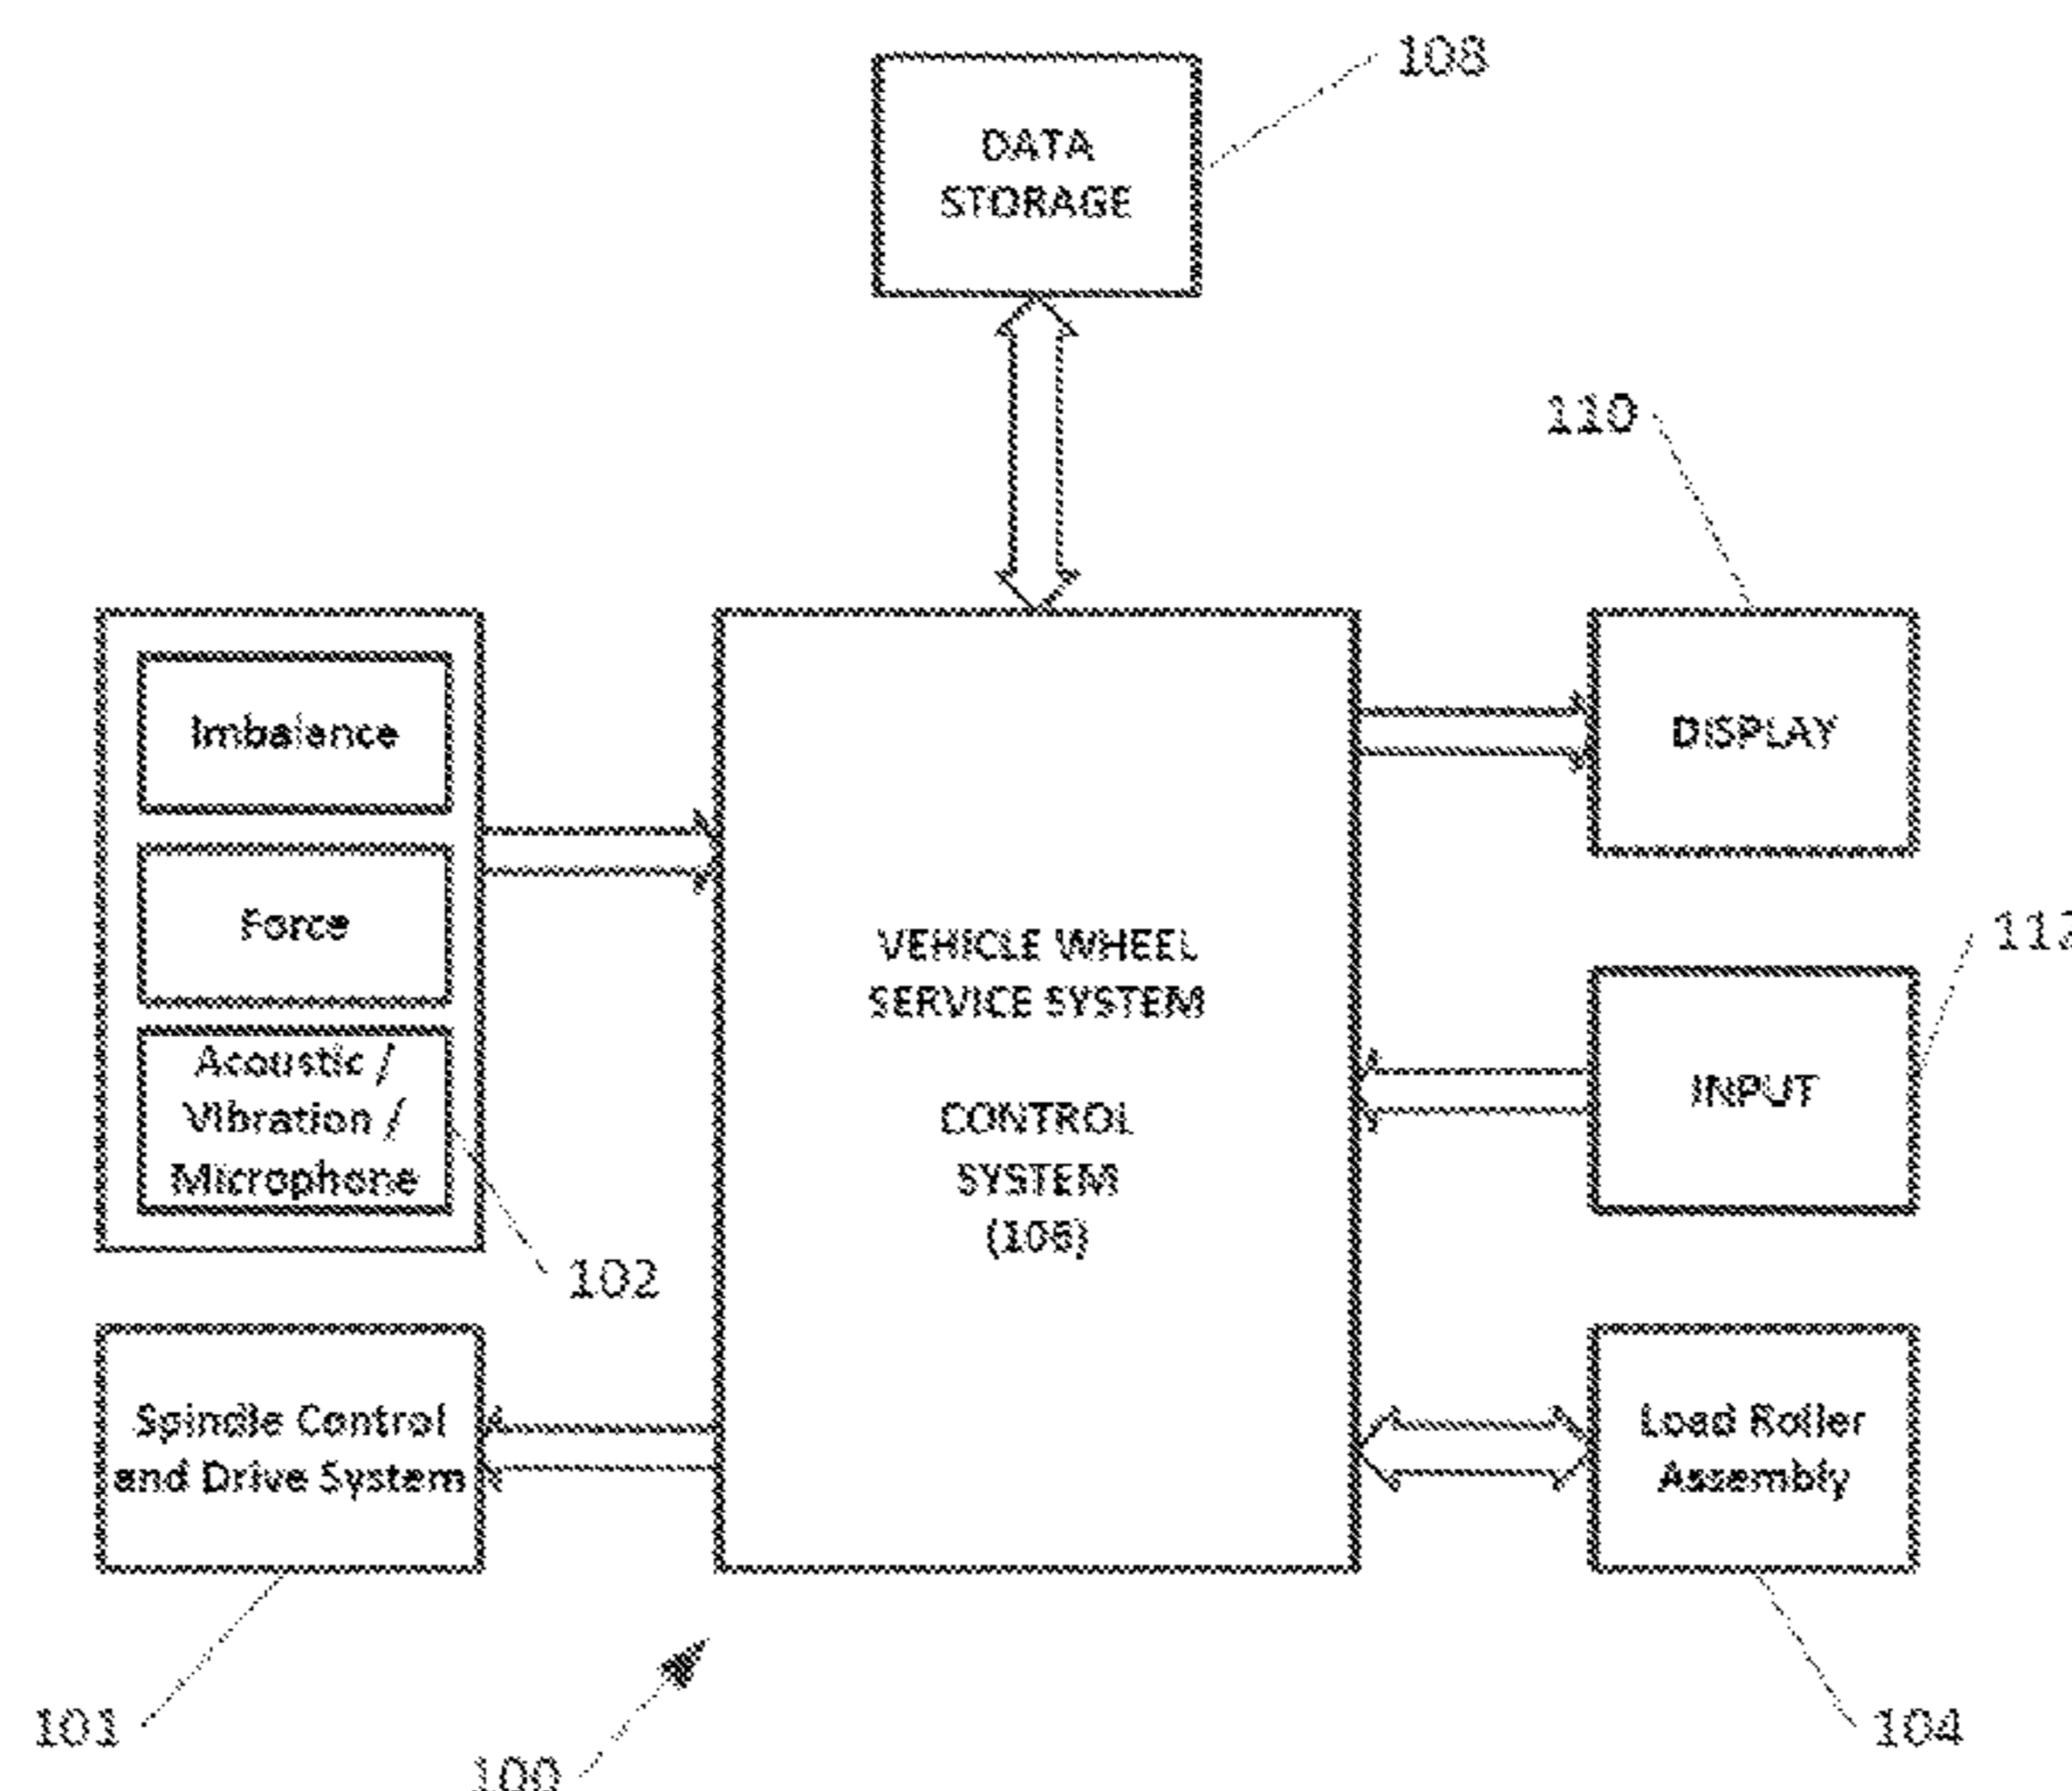 108
DATA
STORAGE
110
Imbalance
DISPLAY
Force
VEHICLE WHEEL
SERVICE SYSTEM
CONTROL
SYSTEM
Acoustic /
Vibration /
Microphone
INPUT
102
Spindle Control
and Drive System
Load Roller
Assembly
101
100
104